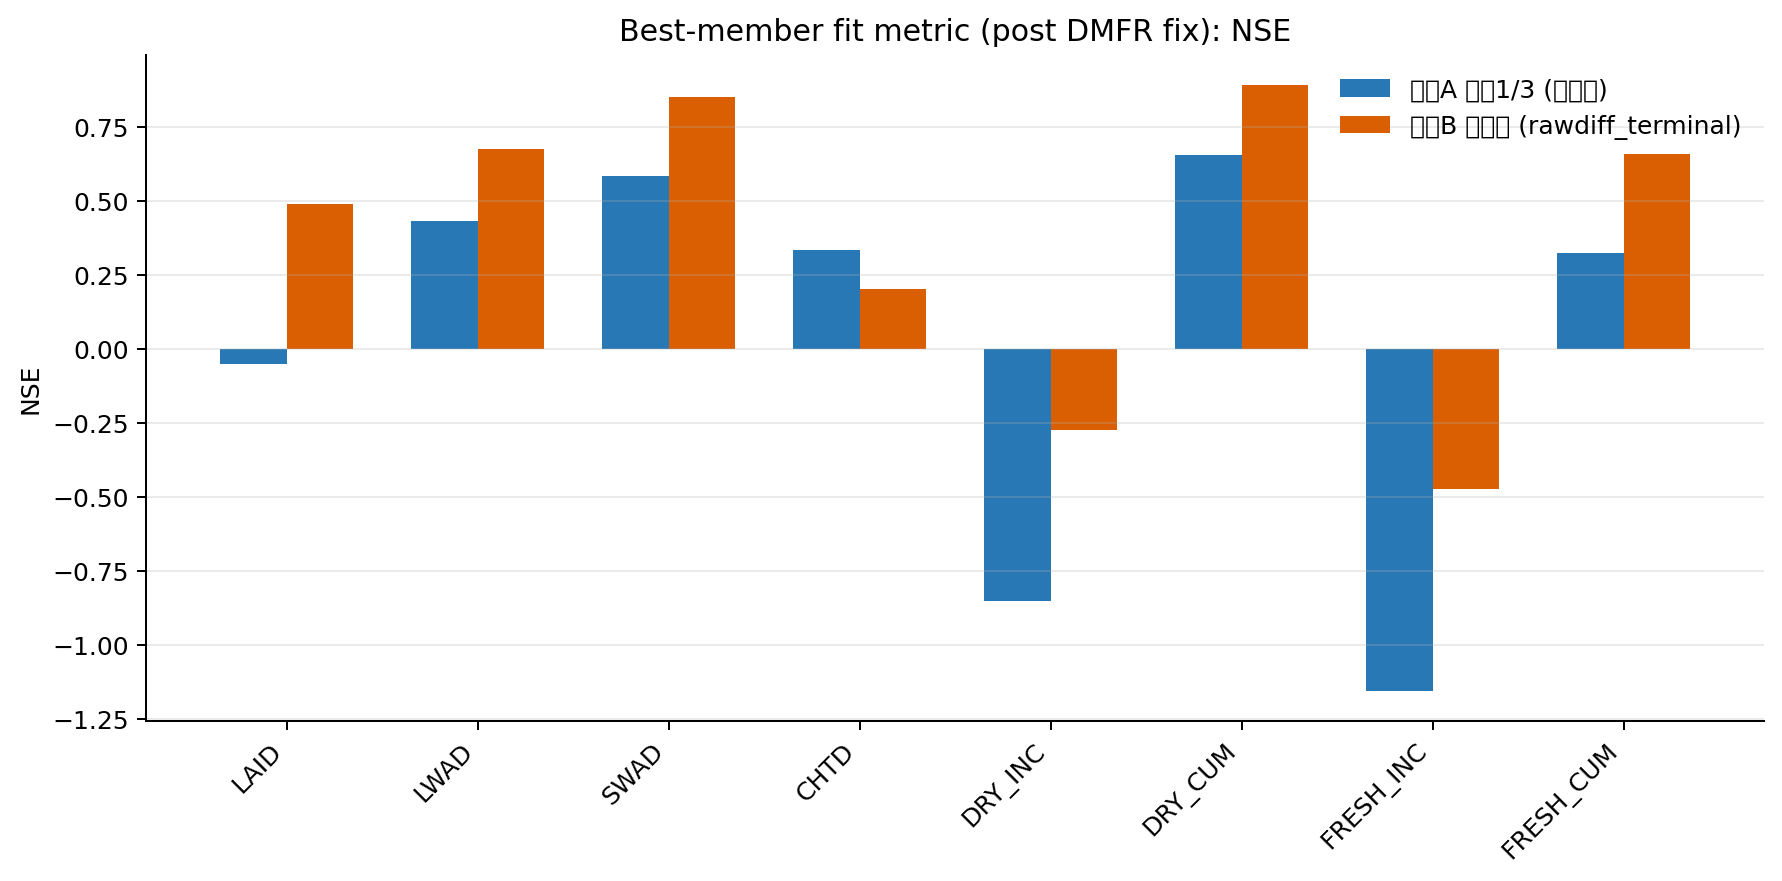 Best-member fit metric (post DMFR fix): NSE
A 1/3
B (rawdiff_terminal)
NSE
0.75
0.50
0.25
0.00
−0.25
−0.50
−0.75
−1.00
−1.25
LAID
LWAD
SWAD
CHTD
DRY_INC
DRY_CUM
FRESH_INC
FRESH_CUM